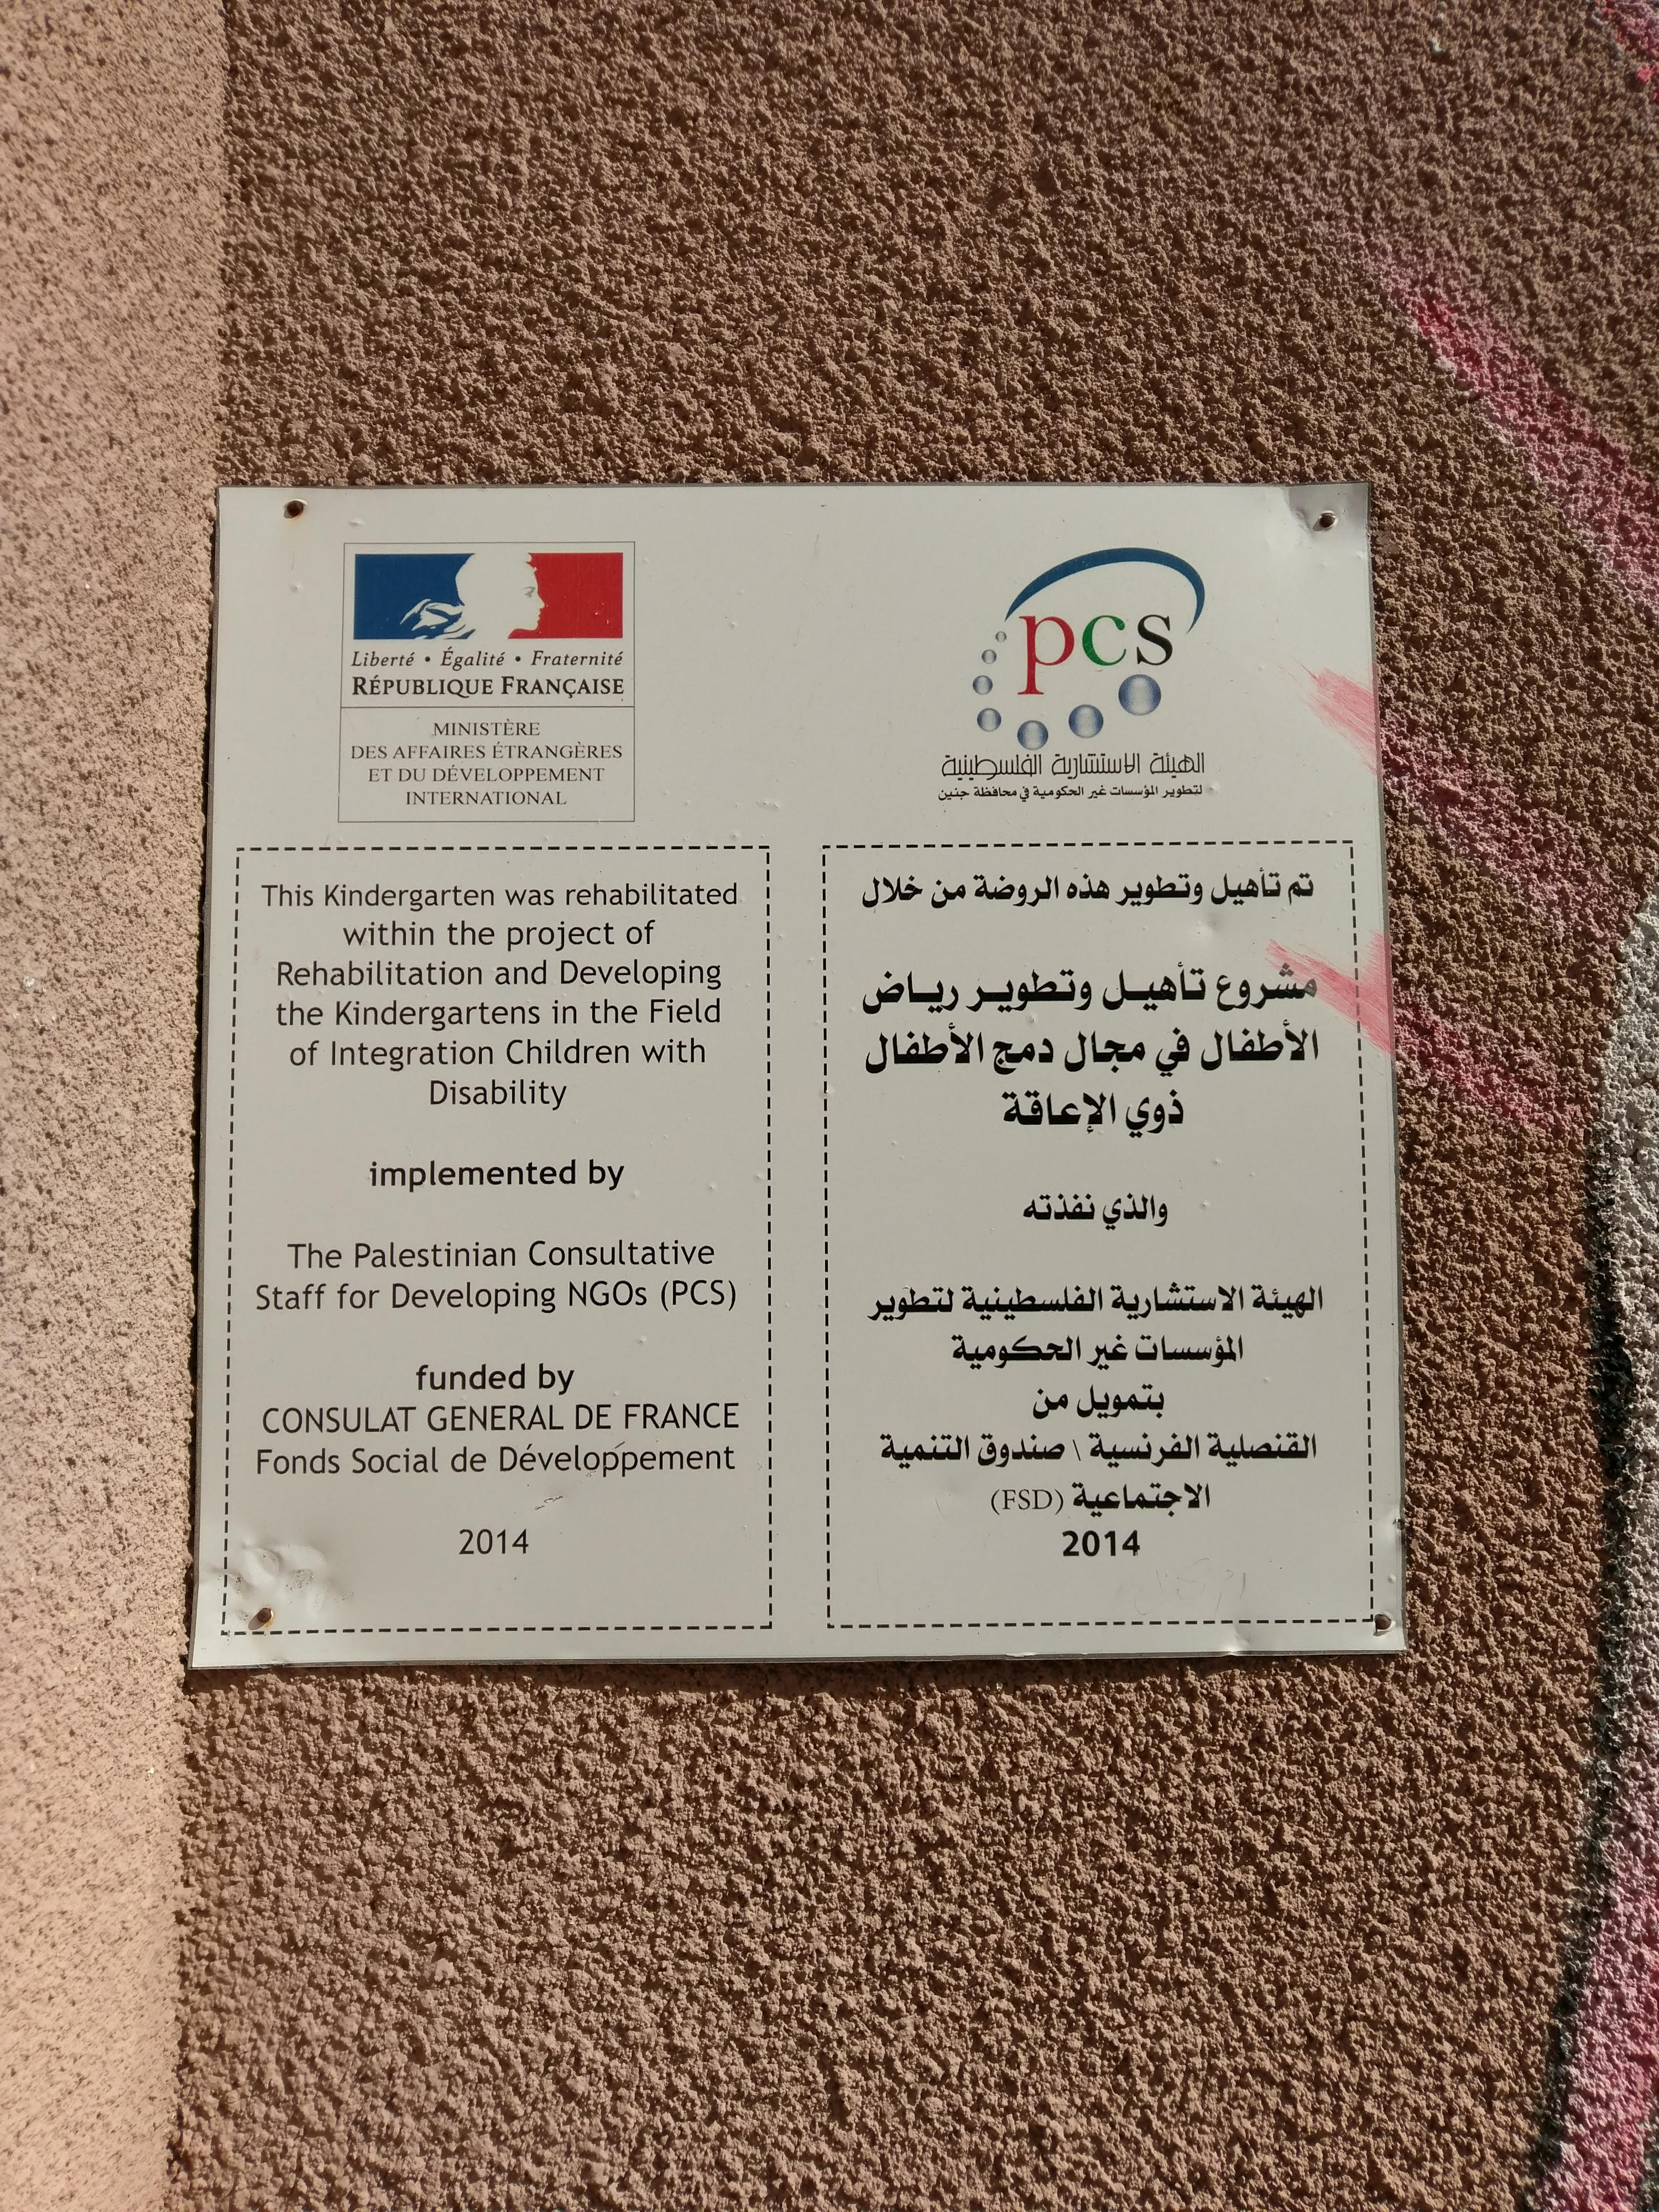 Liberté • Égalité • Fraternité
RÉPUBLIQUE FRANÇAISE
MINISTÈRE
DES AFFAIRES ÉTRANGÈRES
ET DU DÉVELOPPEMENT
INTERNATIONAL
This Kindergarten was rehabilitated
within the project of
Rehabilitation and Developing
the Kindergartens in the Field
of Integration Children with
Disability
implemented by
The Palestinian Consultative
Staff for Developing NGOs (PCS)
funded by
CONSULAT GENERAL DE FRANCE
Fonds Social de Développement
2014
pcs
الهيئة الاستشارية الفلسطينية
لتطوير المؤسسات غير الحكومية في محافظة جنين
تم تأهيل وتطوير هذه الروضة من خلال
مشروع تأهيـل وتطويـر ريـاض
الأطفال في مجال دمج الأطفال
ذوي الإعاقة
والذي نفذته
الهيئة الاستشارية الفلسطينية لتطوير
المؤسسات غير الحكومية
بتمويل من
القنصلية الفرنسية \ صندوق التنمية
الاجتماعية (FSD)
2014